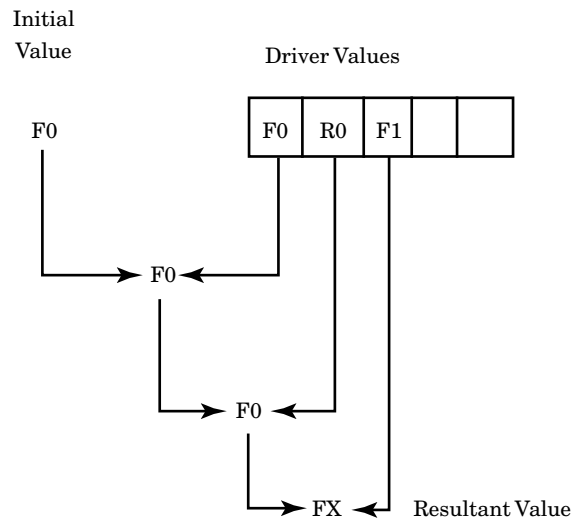 Initial
Value
Driver Values
F0
F0 R0 F1
F0
F0
FX Resultant Value